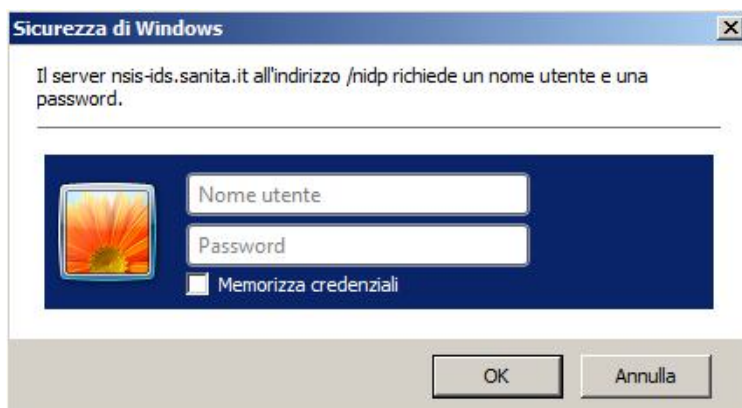 Sicurezza di Windows
Il server nsis-ids.sanita.it all'indirizzo /nidp richiede un nome utente e una
password.
Nome utente
Password
Memorizza credenziali
OK
Annulla